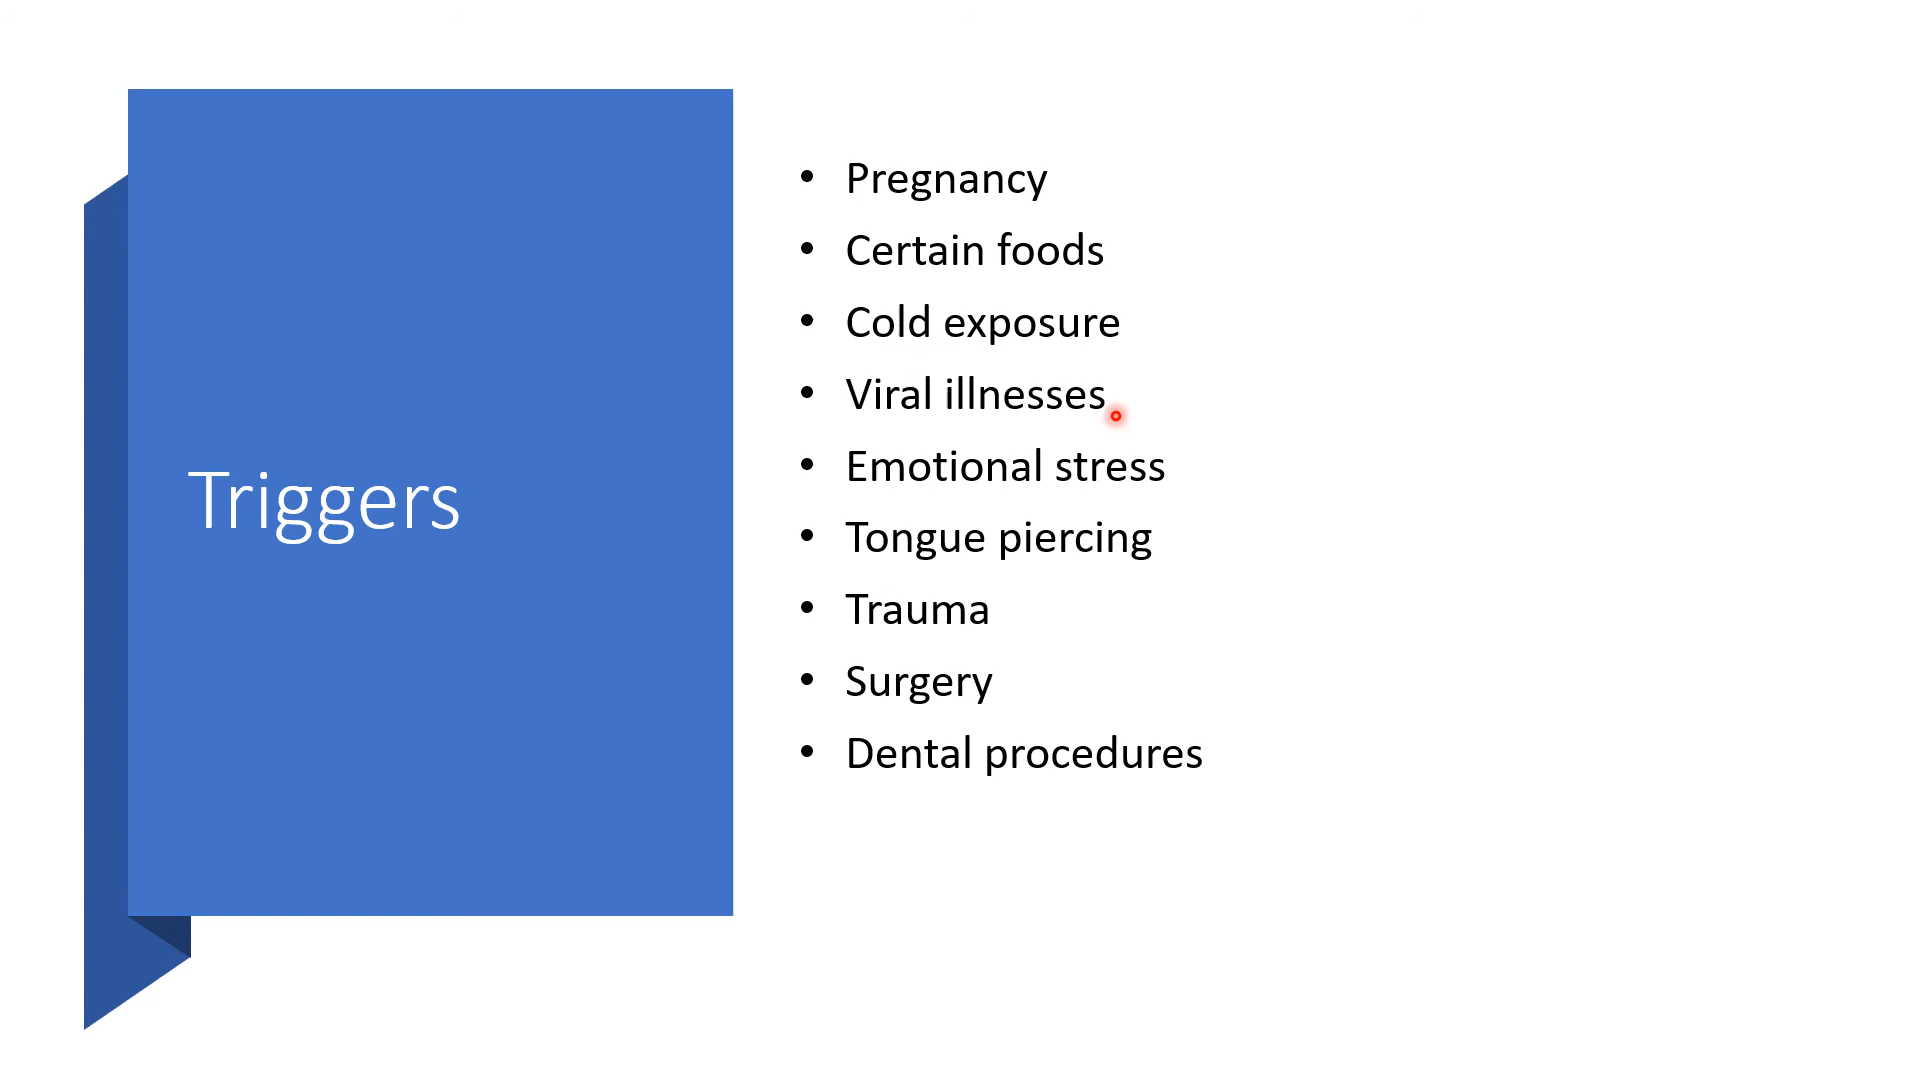 Triggers
• Pregnancy
• Certain foods
• Cold exposure
• Viral illnesses
• Emotional stress
• Tongue piercing
• Trauma
• Surgery
• Dental procedures